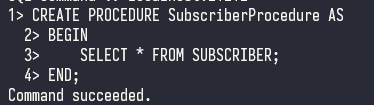 1> CREATE PROCEDURE SubscriberProcedure AS
2> BEGIN
3>     SELECT * FROM SUBSCRIBER;
4> END;
Command succeeded.